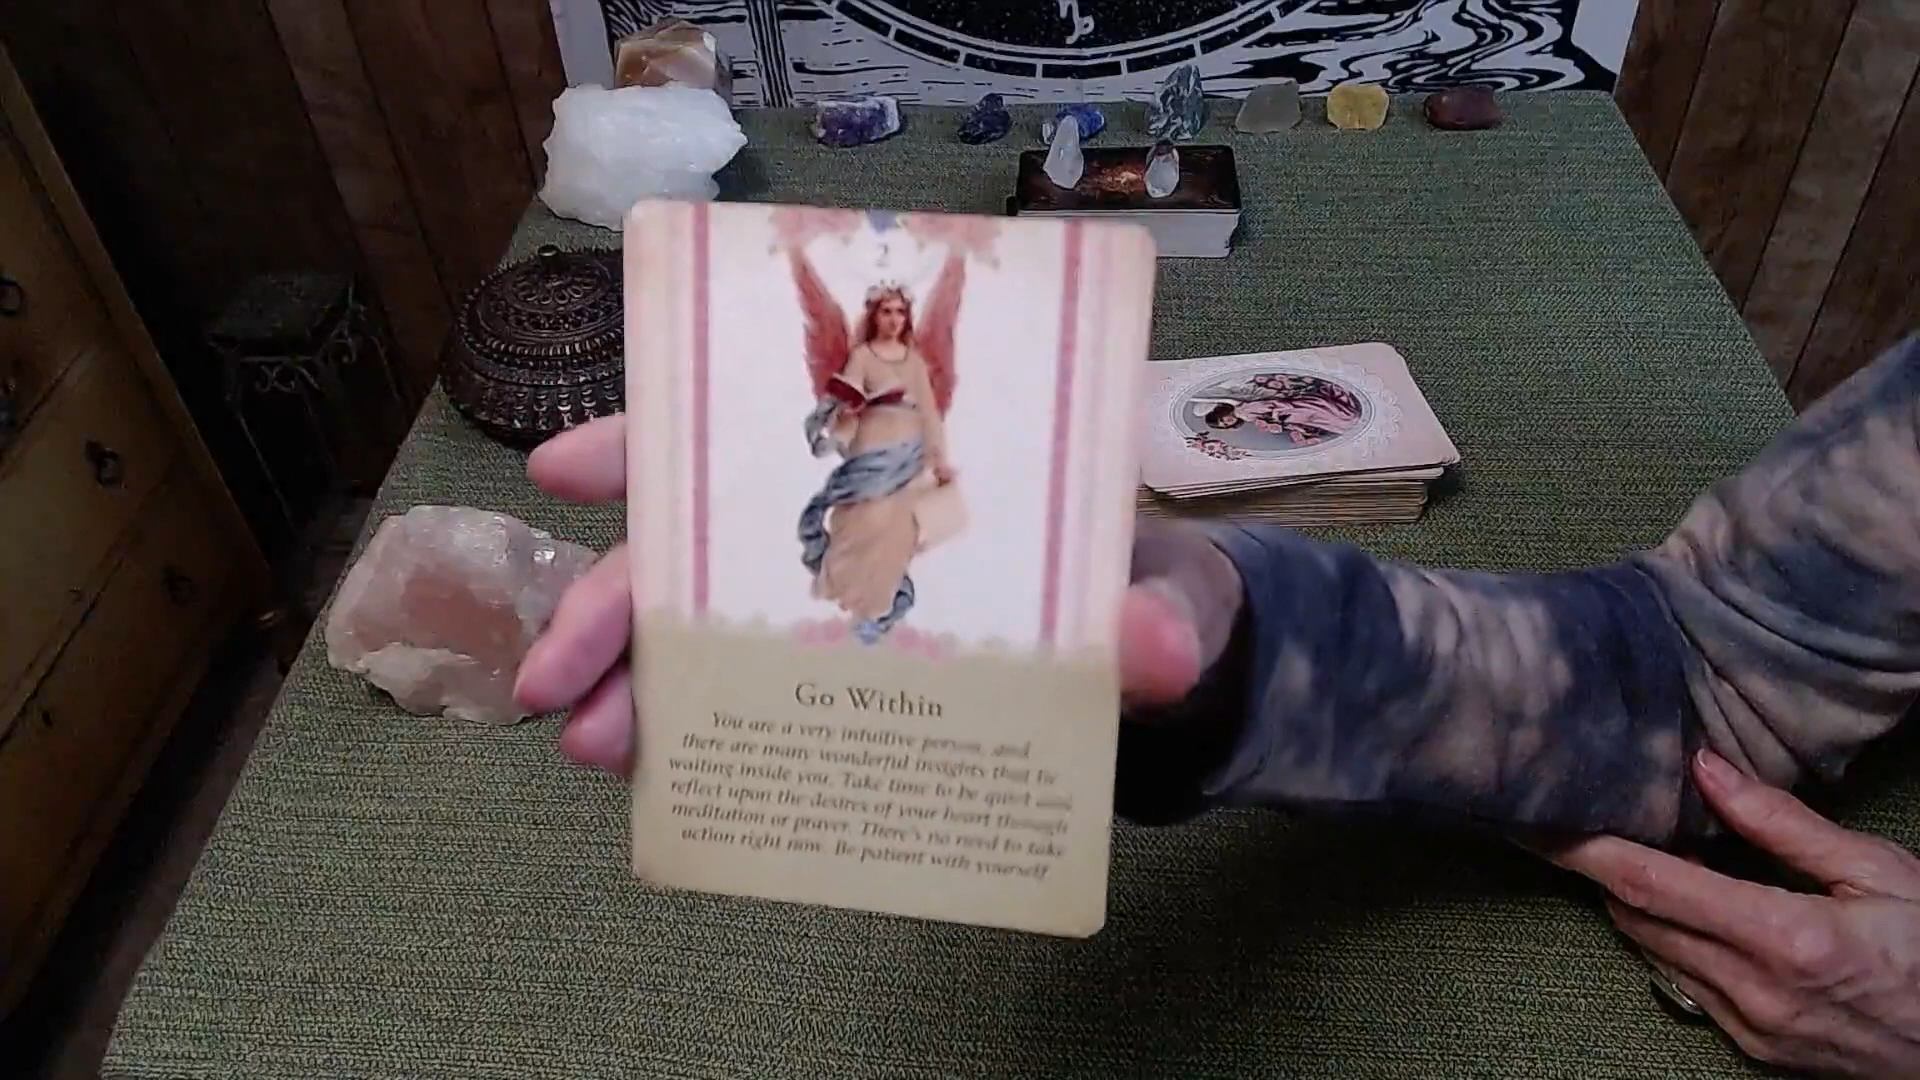 2
Go Within
You are a very intuitive person, and
there are many wonderful insights that lie
waiting inside you. Take time to be quiet and
reflect upon the desires of your heart through
meditation or prayer. There's no need to take
action right now. Be patient with yourself.